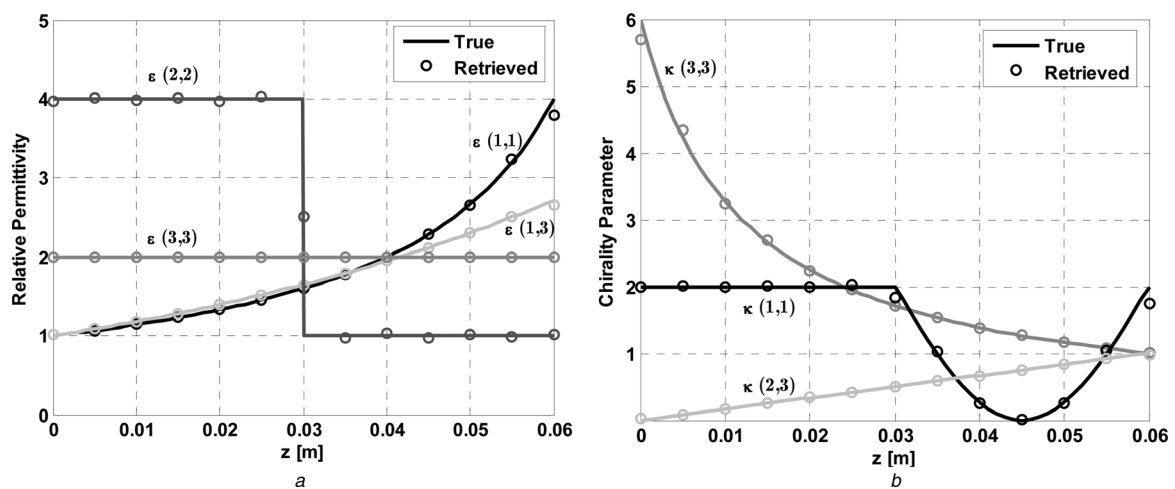 5
4
3
2
1
0
Relative Permittivity
0
0.01
0.02
0.03
0.04
0.05
0.06
z [m]
True
Retrieved
ε (2,2)
ε (1,1)
ε (3,3)
ε (1,3)
a
6
5
4
3
2
1
Chirality Parameter
0
0.01
0.02
0.03
0.04
0.05
0.06
z [m]
True
Retrieved
κ (3,3)
κ (1,1)
κ (2,3)
b